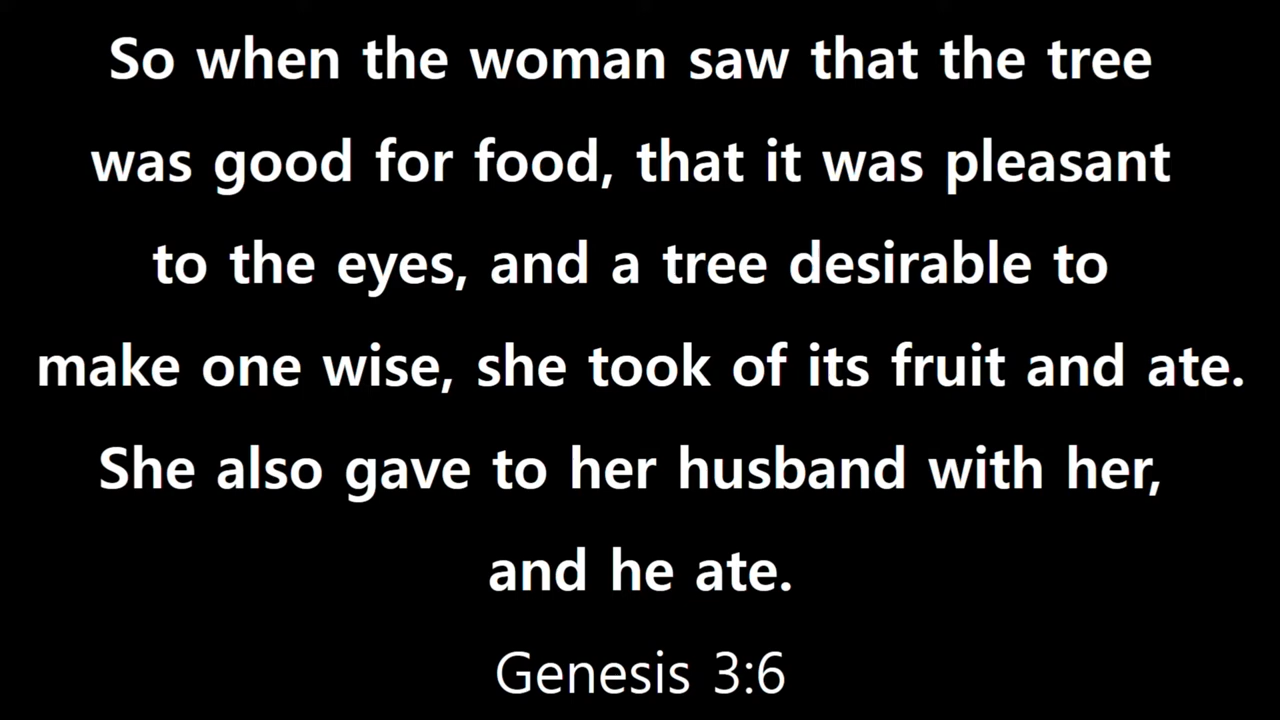 So when the woman saw that the tree
was good for food, that it was pleasant
to the eyes, and a tree desirable to
make one wise, she took of its fruit and ate.
She also gave to her husband with her,
and he ate.
Genesis 3:6